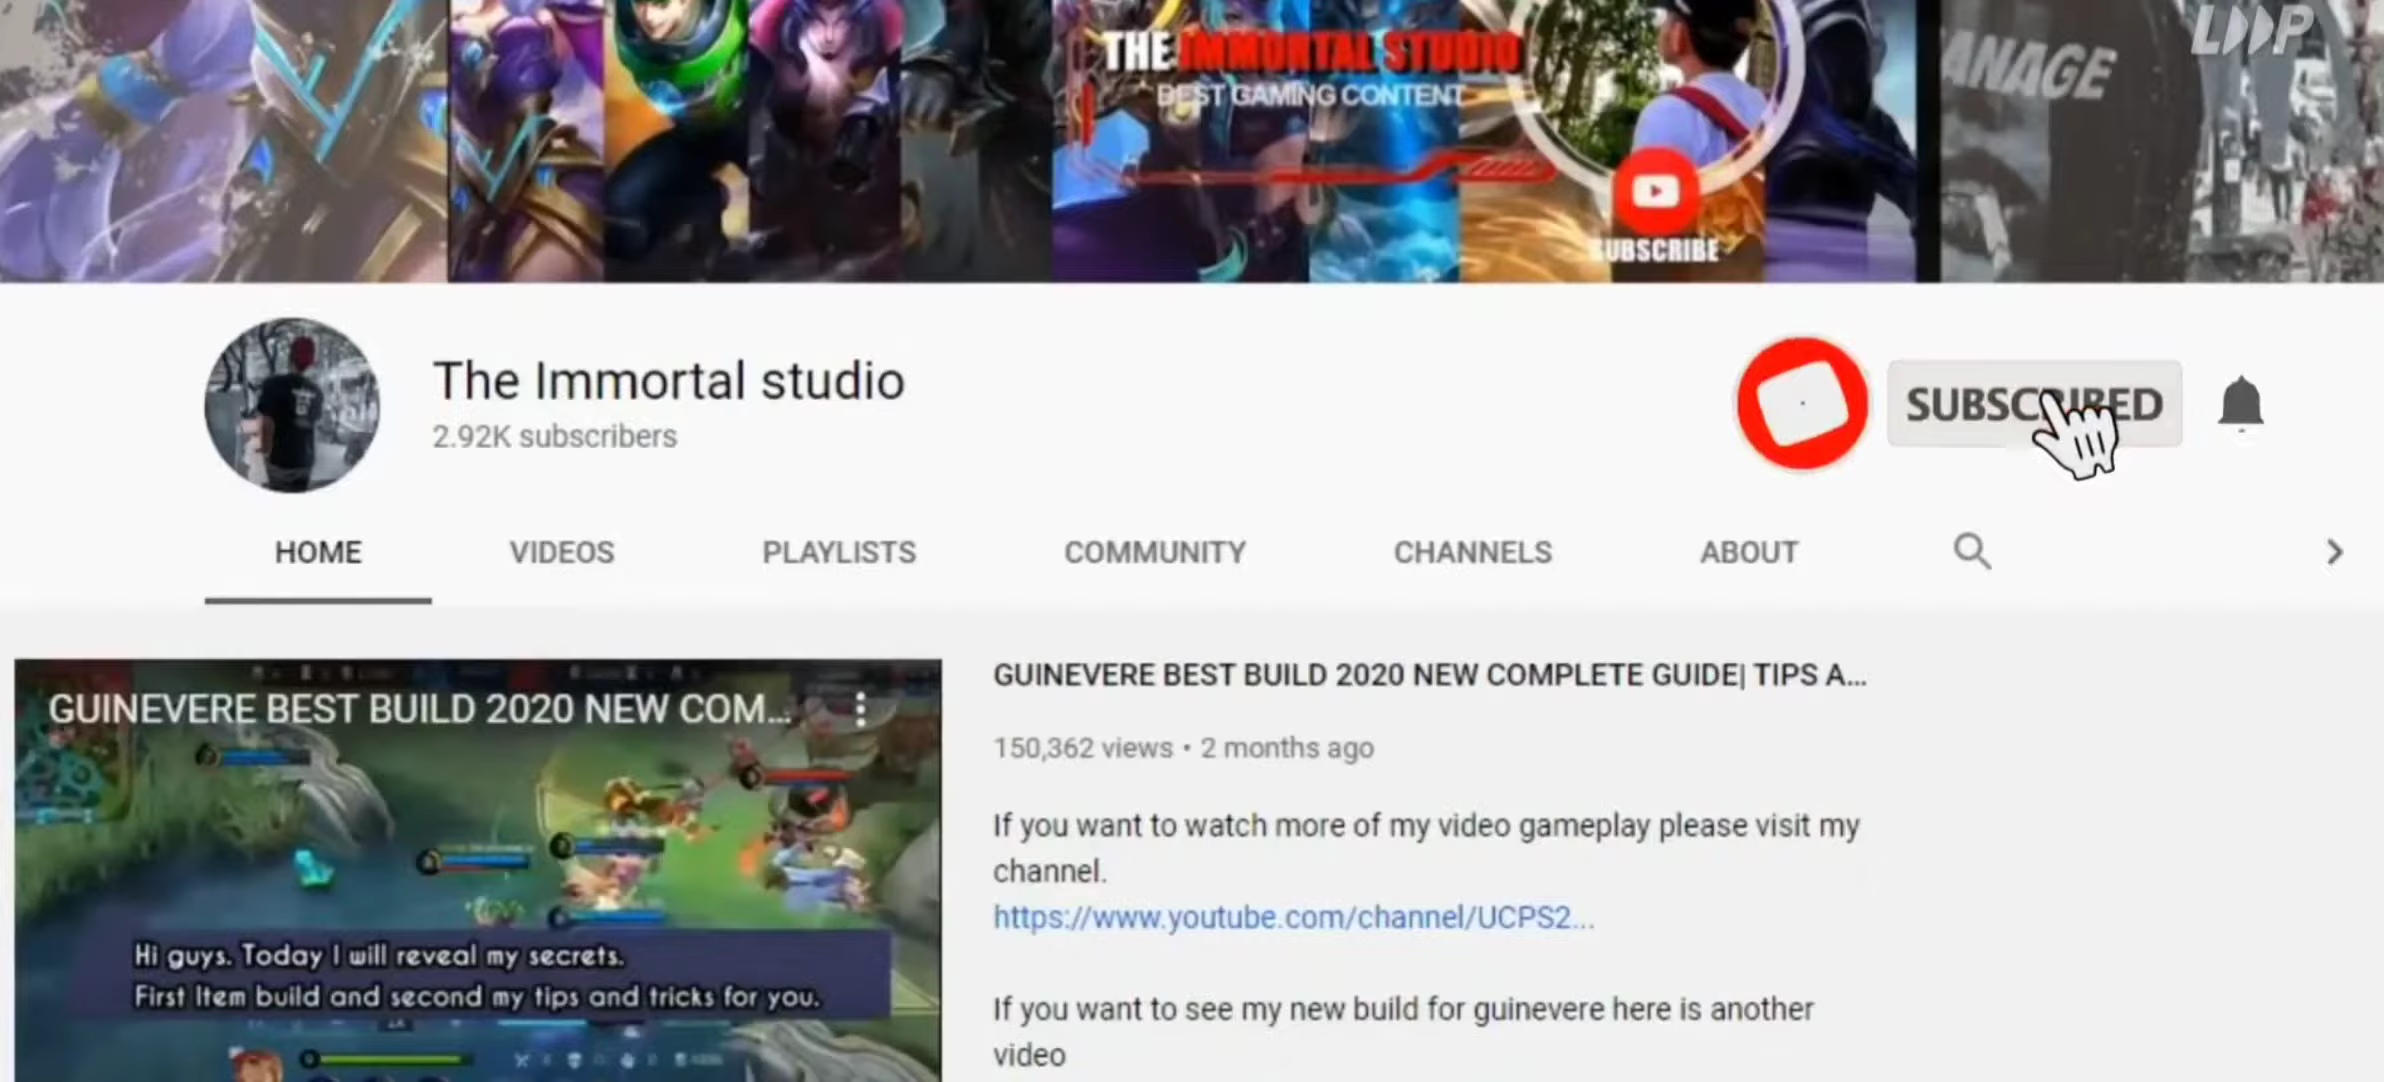 THE IMMORTAL STUDIO
BEST GAMING CONTENT
SUBSCRIBE
ANAGE
The Immortal studio
2.92K subscribers
SUBSCRIBED
HOME VIDEOS PLAYLISTS COMMUNITY CHANNELS ABOUT
GUINEVERE BEST BUILD 2020 NEW COM...
Hi guys. Today I will reveal my secrets.
First Item build and second my tips and tricks for you.
GUINEVERE BEST BUILD 2020 NEW COMPLETE GUIDE| TIPS A...
150,362 views • 2 months ago
If you want to watch more of my video gameplay please visit my
channel.
https://www.youtube.com/channel/UCPS2...
If you want to see my new build for guinevere here is another
video